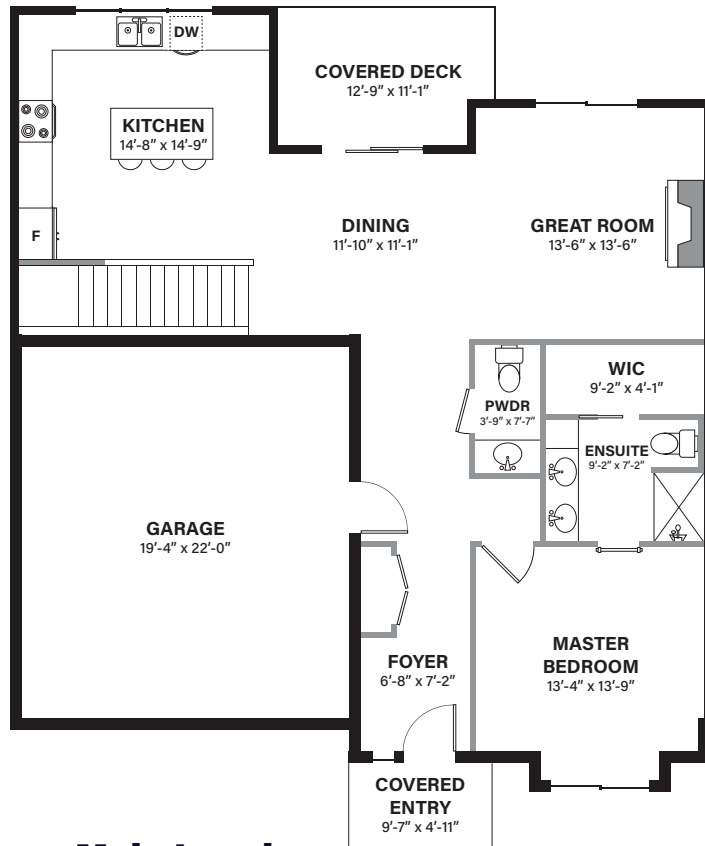 DW
COVERED DECK
12'-9" x 11'-1"
KITCHEN
14'-8" x 14'-9"
F
DINING
11'-10" x 11'-1"
GREAT ROOM
13'-6" x 13'-6"
WIC
9'-2" x 4'-1"
PWDR
3'-9" x 7'-7"
ENSUITE
9'-2" x 7'-2"
GARAGE
19'-4" x 22'-0"
MASTER
BEDROOM
13'-4" x 13'-9"
FOYER
6'-8" x 7'-2"
COVERED
ENTRY
9'-7" x 4'-11"